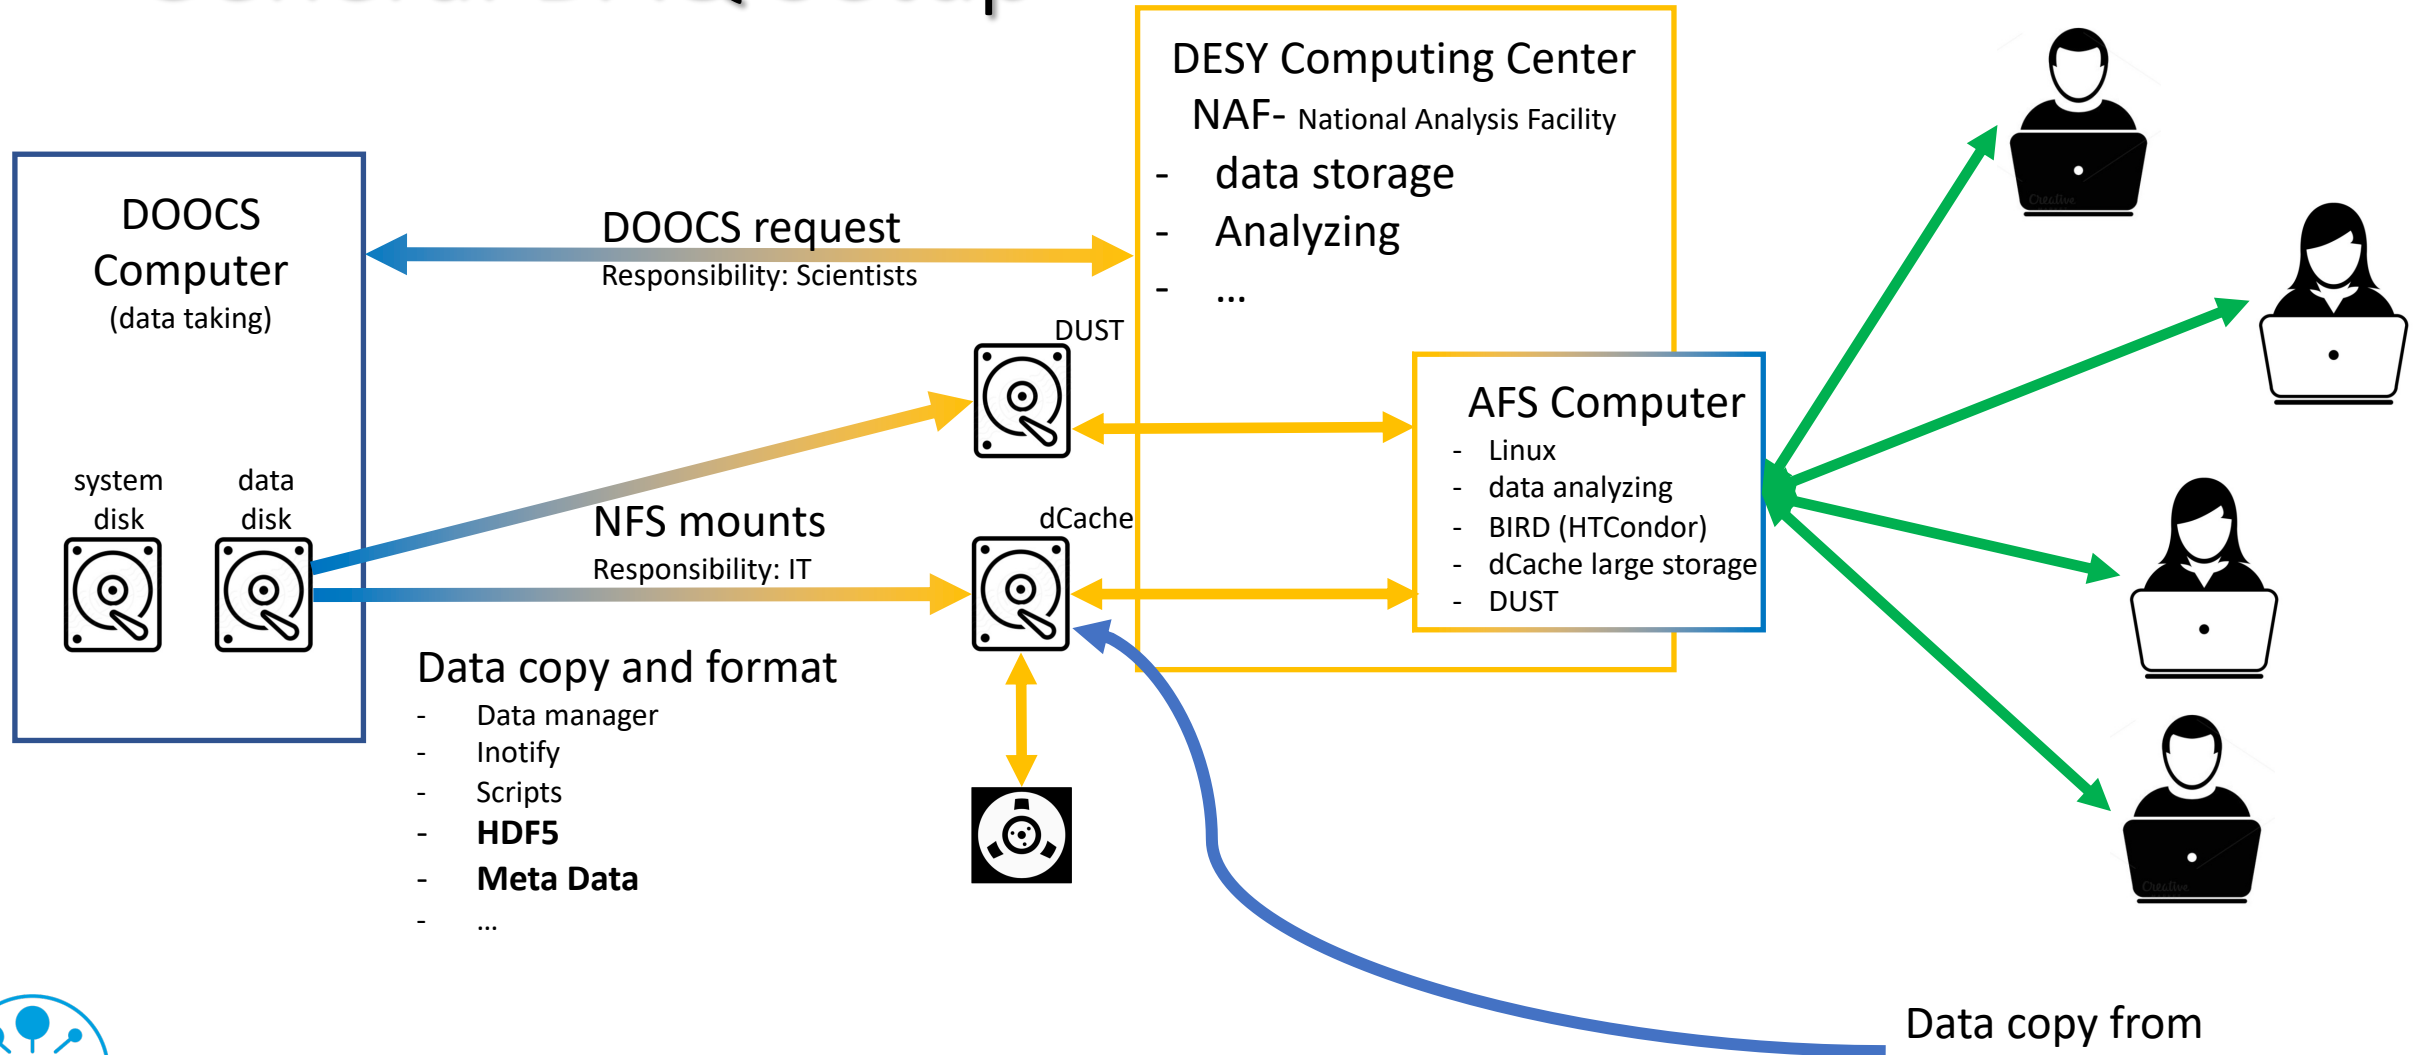 DOOCS
Computer
(data taking)
system
disk
data
disk
DOOCS request
Responsibility: Scientists
NFS mounts
Responsibility: IT
Data copy and format
- Data manager
- Inotify
- Scripts
- HDF5
- Meta Data
- ...
DUST
dCache
DESY Computing Center
NAF- National Analysis Facility
- data storage
- Analyzing
- ...
AFS Computer
- Linux
- data analyzing
- BIRD (HTCondor)
- dCache large storage
- DUST
Creative
Creative
Data copy from